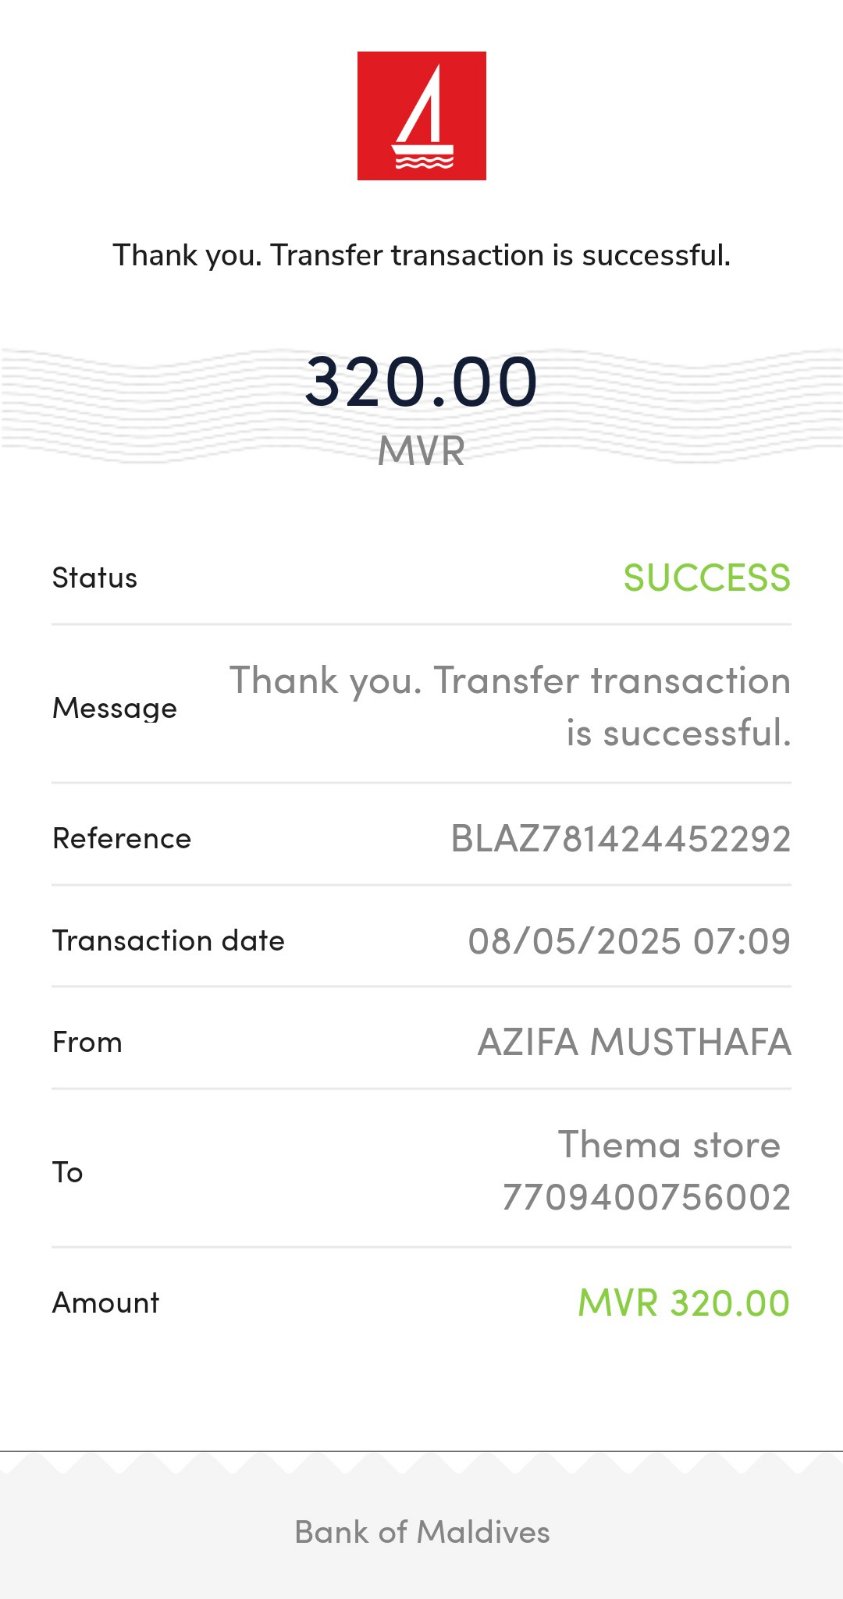 Thank you. Transfer transaction is successful.
320.00
MVR
Status
SUCCESS
Message
Thank you. Transfer transaction
is successful.
Reference
BLAZ781424452292
Transaction date
08/05/2025 07:09
From
AZIFA MUSTHAFA
To
Thema store
7709400756002
Amount
MVR 320.00
Bank of Maldives